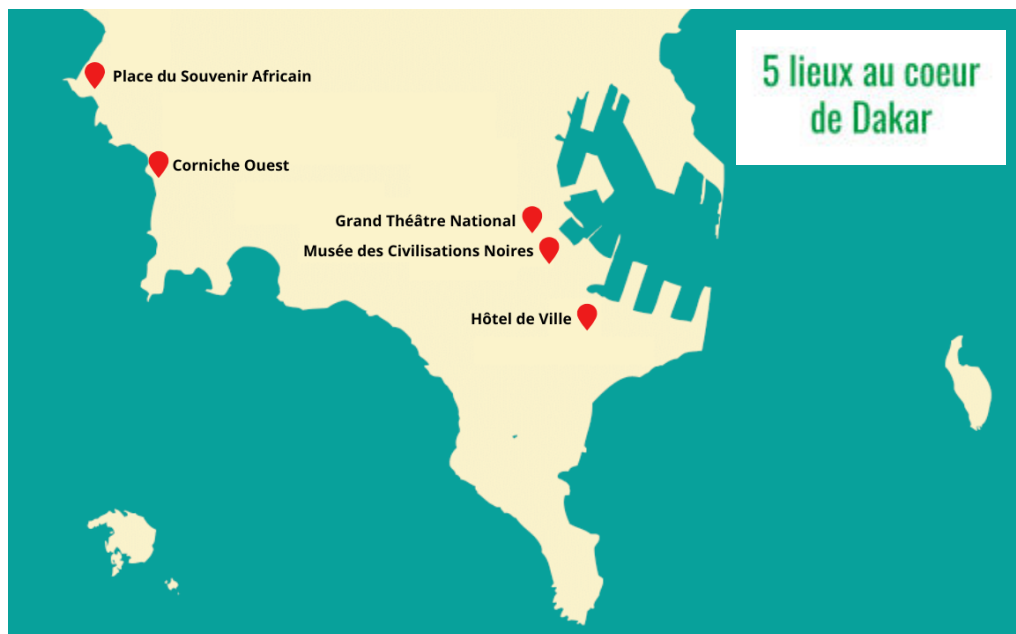 5 lieux au coeur
de Dakar
Place du Souvenir Africain
Corniche Ouest
Grand Théâtre National
Musée des Civilisations Noires
Hôtel de Ville